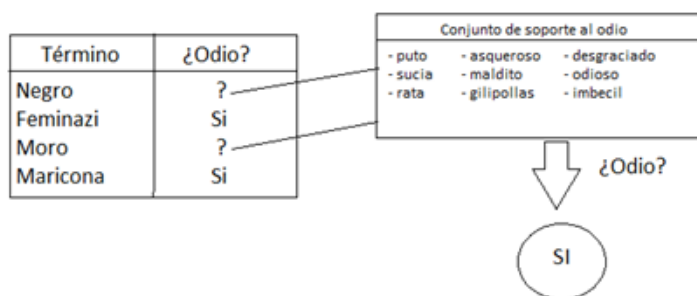 Término ¿Odio?
Negro ?
Feminazi Si
Moro ?
Maricona Si
Conjunto de soporte al odio
- puto - asqueroso - desgraciado
- sucia - maldito - odioso
- rata - gilipollas - imbecil
¿Odio?
SI